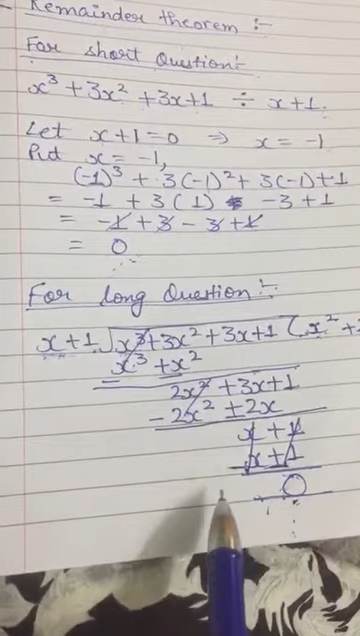 Remainder theorem :-
For short Question:-
x³ + 3x² + 3x + 1 ÷ x + 1.
Let x + 1 = 0 ⇒ x = -1
Put x = -1,
(-1)³ + 3(-1)² + 3(-1) + 1
= -1 + 3(1) -3 + 1
= -1 + 3 - 3 + 1
= 0
For long Question :-
x + 1 ) x³ + 3x² + 3x + 1 ( x² + 2
x³ + x²
2x² + 3x + 1
- 2x² ± 2x
x + 1
x + 1
0